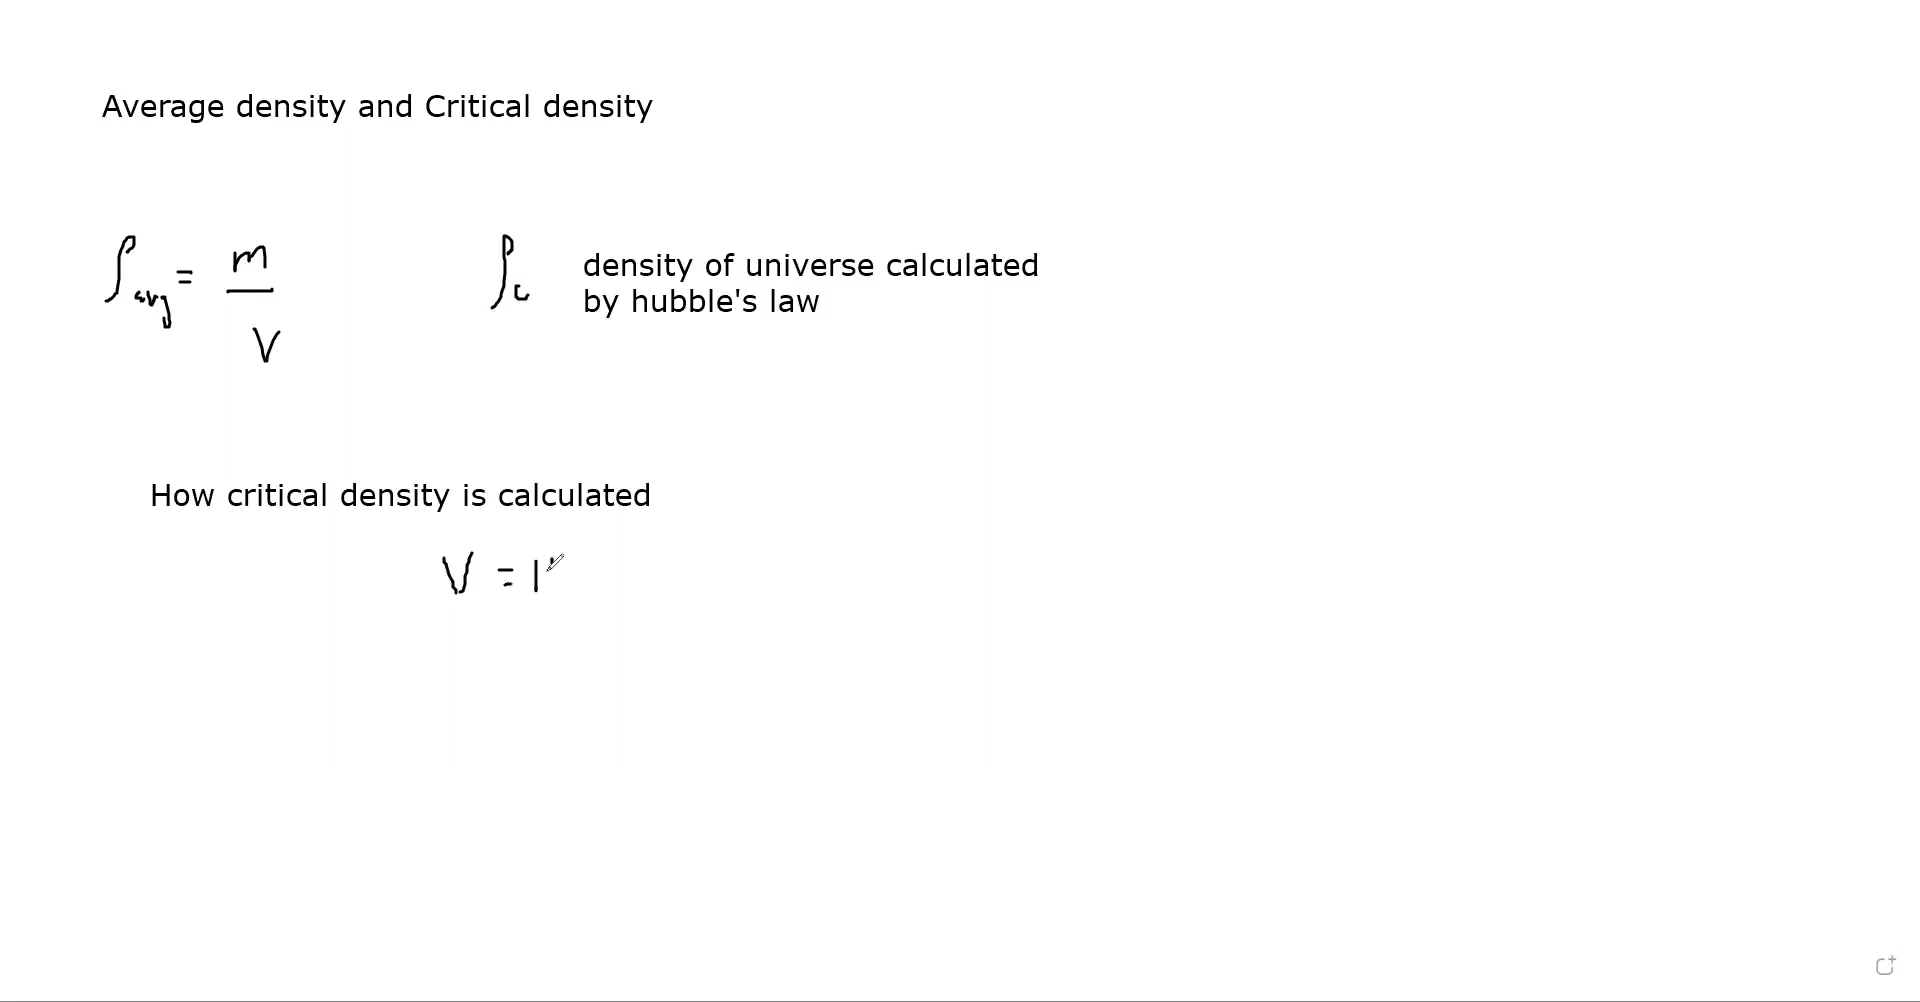 Average density and Critical density
ρavg = m
V
ρc density of universe calculated
by hubble's law
How critical density is calculated
V =